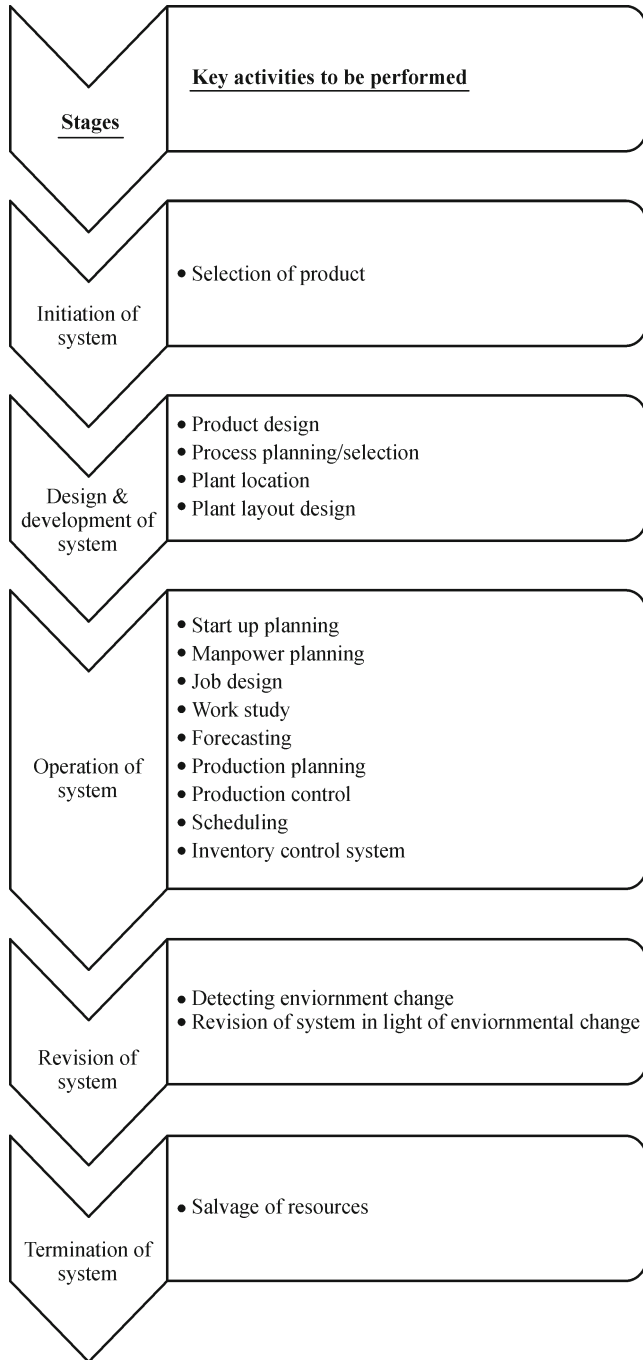 Key activities to be performed
Stages
• Selection of product
Initiation of
system
• Product design
• Process planning/selection
• Plant location
• Plant layout design
Design &
development of
system
• Start up planning
• Manpower planning
• Job design
• Work study
• Forecasting
• Production planning
• Production control
• Scheduling
• Inventory control system
Operation of
system
• Detecting enviornment change
• Revision of system in light of enviornmental change
Revision of
system
• Salvage of resources
Termination of
system